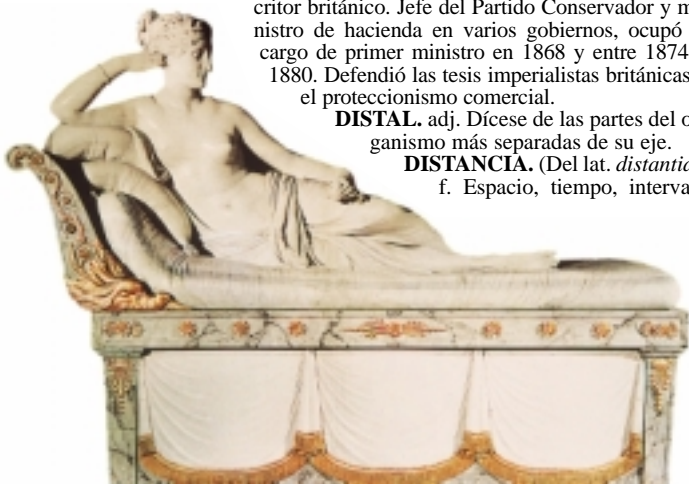 critor británico. Jefe del Partido Conservador y m
nistro de hacienda en varios gobiernos, ocupó
cargo de primer ministro en 1868 y entre 1874
1880. Defendió las tesis imperialistas británicas
el proteccionismo comercial.
DISTAL. adj. Dícese de las partes del o
ganismo más separadas de su eje.
DISTANCIA. (Del lat. distantia
f. Espacio, tiempo, interva